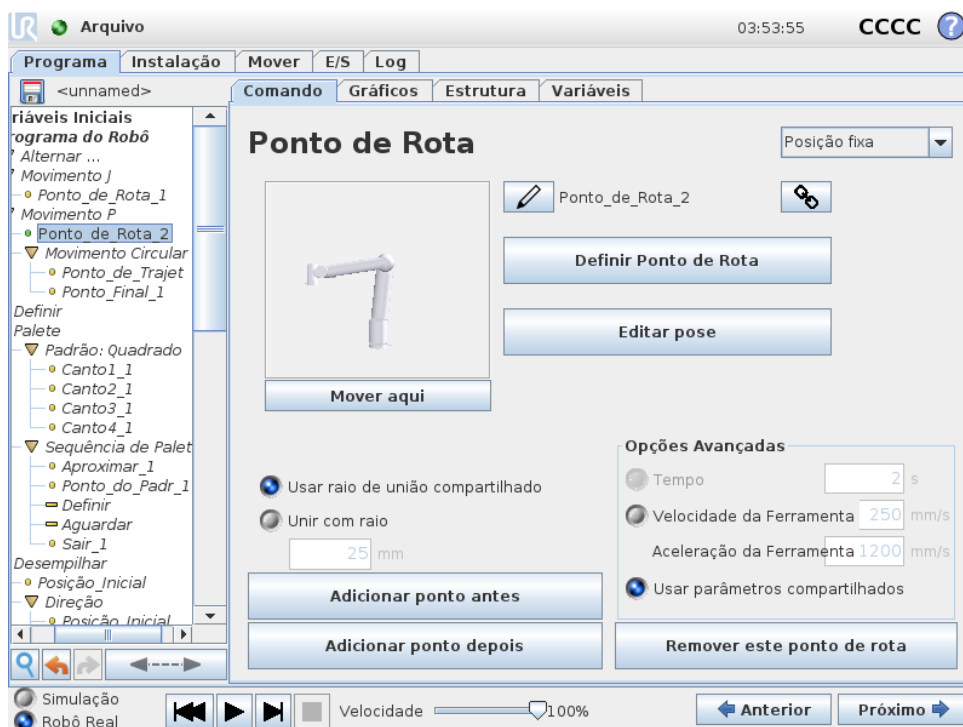 UR Arquivo 03:53:55 CCCC ?
Programa Instalação Mover E/S Log
<unnamed> Comando Gráficos Estrutura Variáveis
riáveis Iniciais
rograma do Robô
Alternar ...
Movimento J
Ponto_de_Rota_1
Movimento P
Ponto_de_Rota_2
Movimento Circular
Ponto_de_Trajet
Ponto_Final_1
Definir
Palete
Padrão: Quadrado
Canto1_1
Canto2_1
Canto3_1
Canto4_1
Sequência de Palet
Aproximar_1
Ponto_do_Padr_1
Definir
Aguardar
Sair_1
Desempilhar
Posição_Inicial
Direção
Posição_Inicial
Ponto de Rota
Posição fixa
Ponto_de_Rota_2
Definir Ponto de Rota
Editar pose
Mover aqui
Usar raio de união compartilhado
Unir com raio
25 mm
Opções Avançadas
Tempo 2 s
Velocidade da Ferramenta 250 mm/s
Aceleração da Ferramenta 1200 mm/s
Usar parâmetros compartilhados
Adicionar ponto antes
Adicionar ponto depois
Remover este ponto de rota
Simulação
Robô Real
Velocidade 100%
Anterior
Próximo